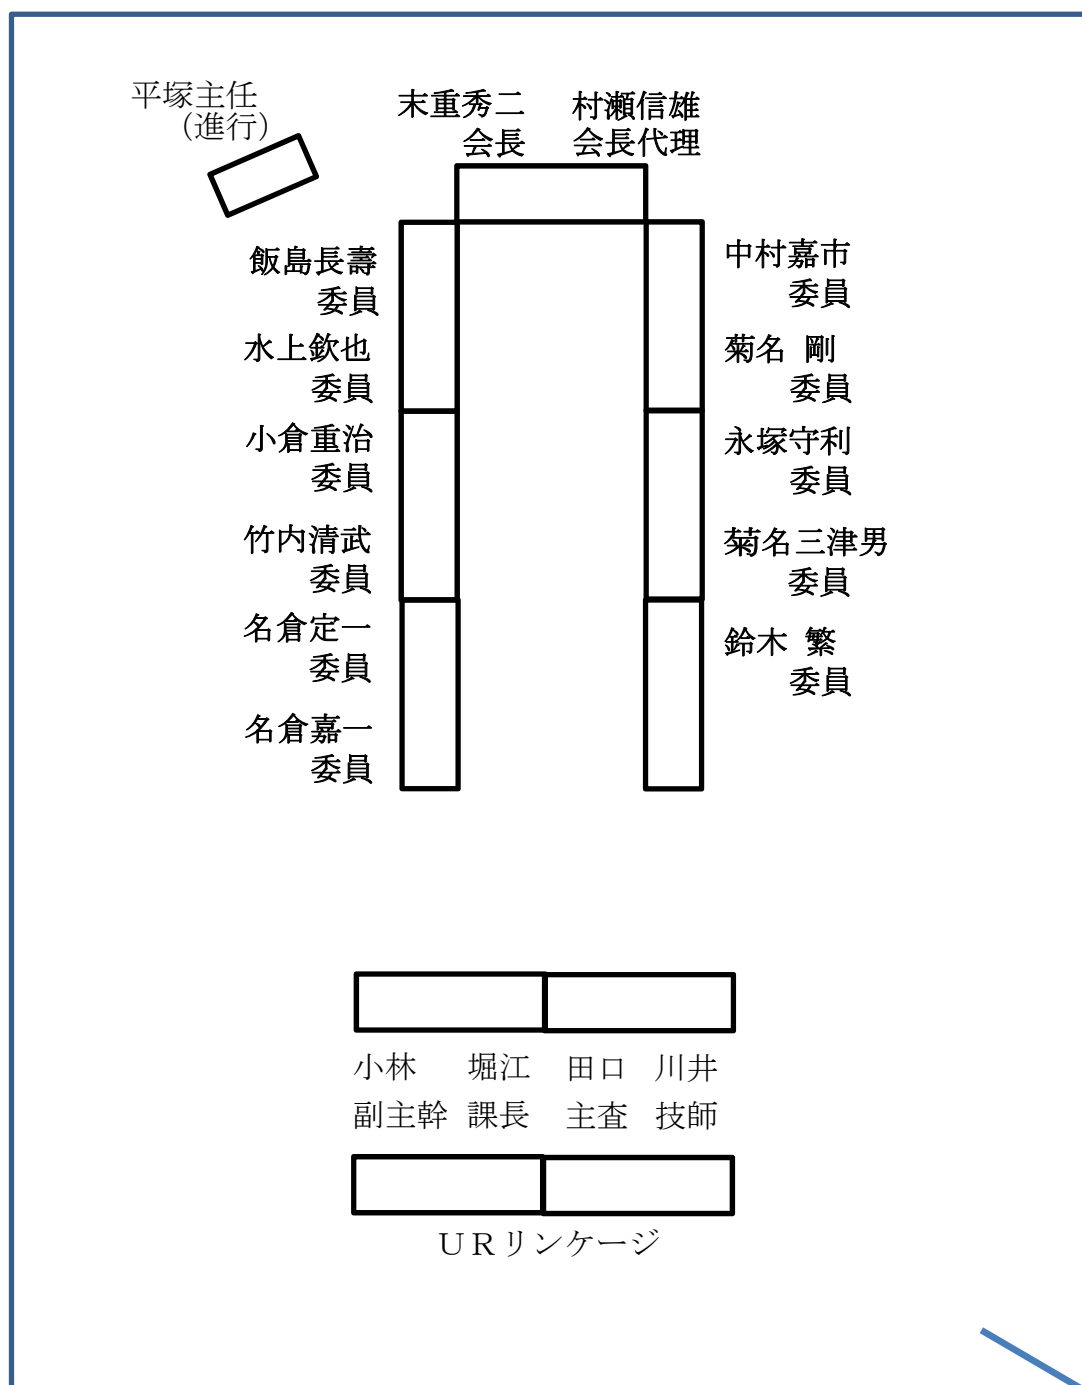 平塚主任
（進行）
末重秀二
会長
村瀬信雄
会長代理
飯島長壽
委員
水上欽也
委員
小倉重治
委員
竹内清武
委員
名倉定一
委員
名倉嘉一
委員
中村嘉市
委員
菊名 剛
委員
永塚守利
委員
菊名三津男
委員
鈴木 繁
委員
小林 堀江 田口 川井
副主幹 課長 主査 技師
ＵＲリンケージ